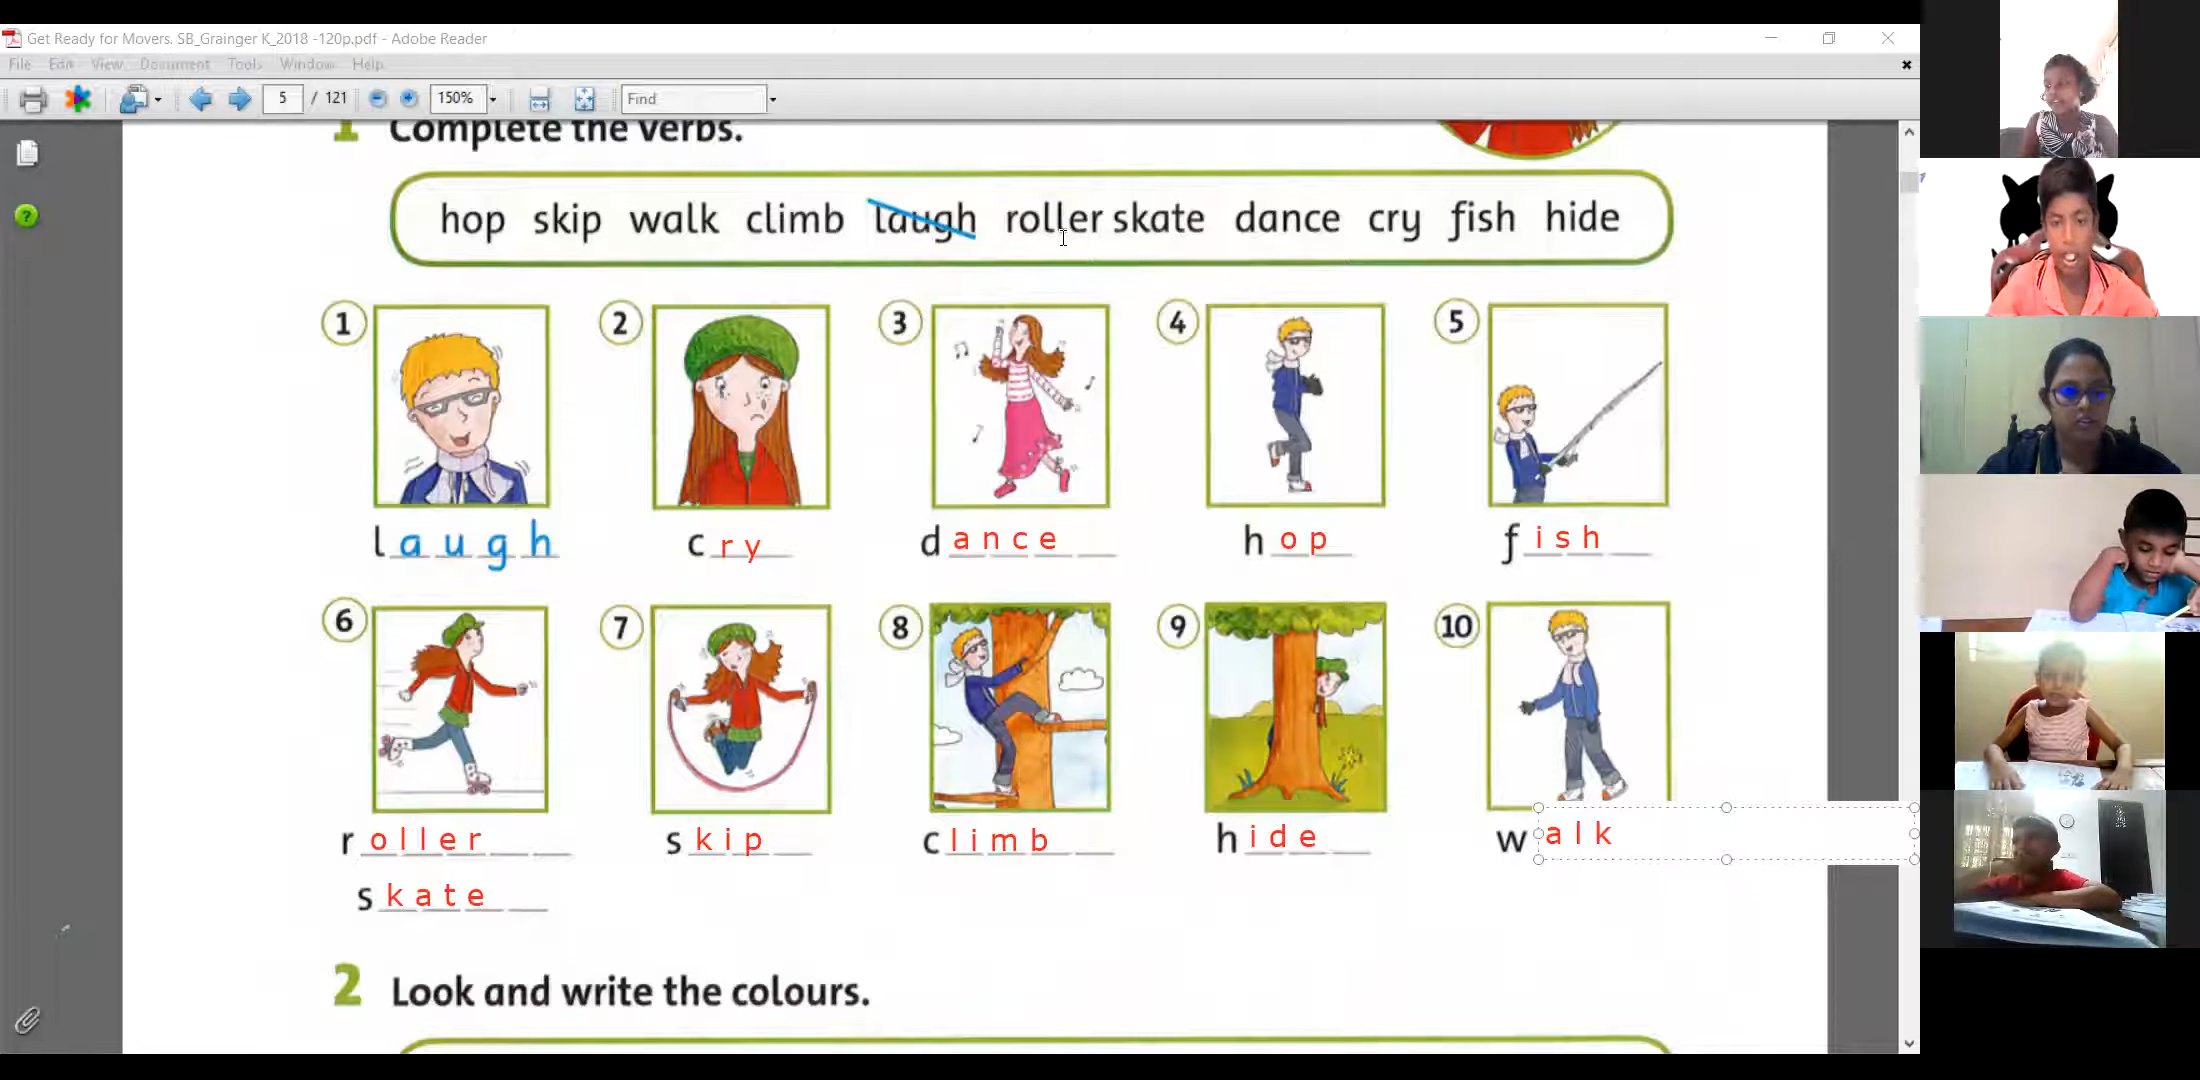 Get Ready for Movers. SB_Grainger K_2018 -120p.pdf - Adobe Reader
File Edit View Document Tools Window Help
5 / 121 150% Find
1 Complete the verbs.
hop skip walk climb laugh roller skate dance cry fish hide
1 2 3 4 5
laugh cry dance hop fish
6 7 8 9 10
roller skip climb hide walk
skate
2 Look and write the colours.